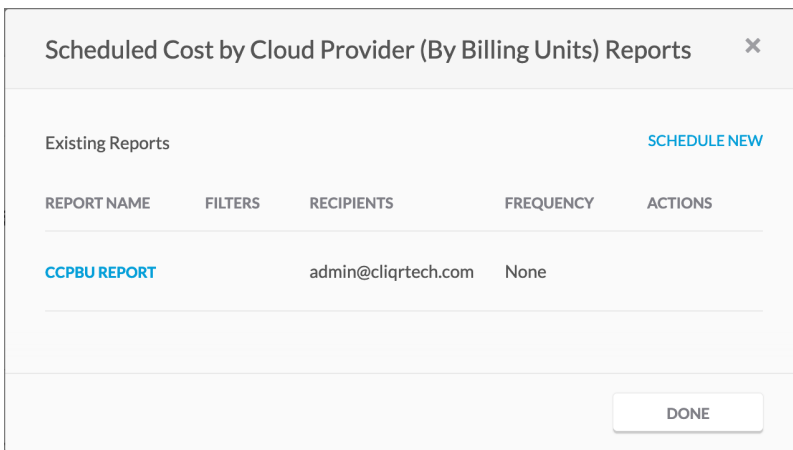 Scheduled Cost by Cloud Provider (By Billing Units) Reports ×
Existing Reports SCHEDULE NEW
REPORT NAME FILTERS RECIPIENTS FREQUENCY ACTIONS
CCPBU REPORT admin@cliqrtech.com None
DONE